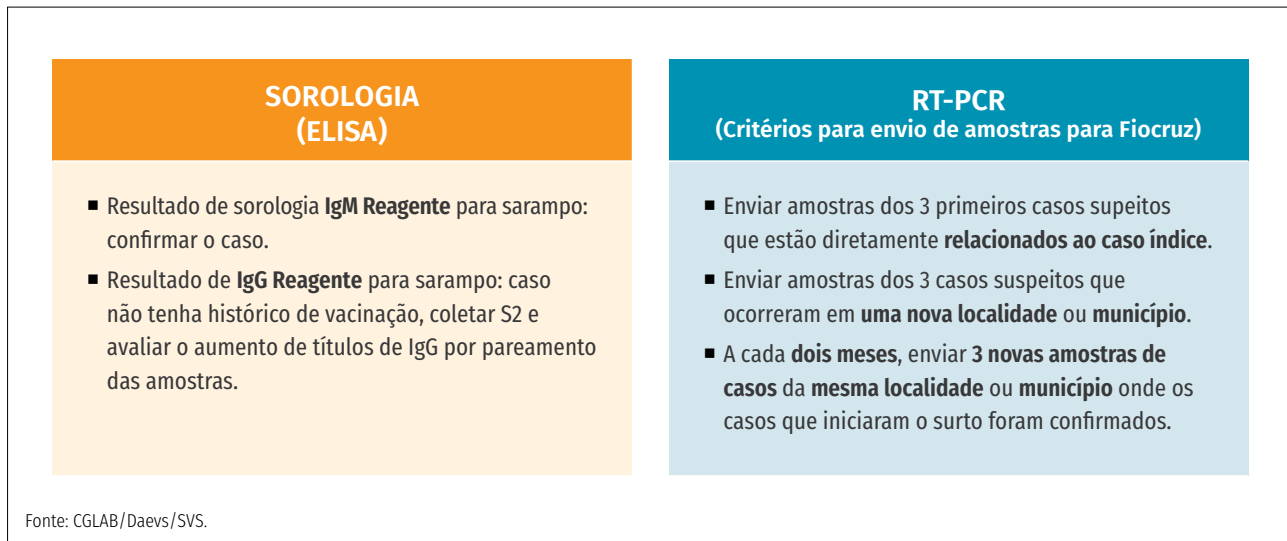 SOROLOGIA
(ELISA)
■ Resultado de sorologia IgM Reagente para sarampo:
confirmar o caso.
■ Resultado de IgG Reagente para sarampo: caso
não tenha histórico de vacinação, coletar S2 e
avaliar o aumento de títulos de IgG por pareamento
das amostras.
RT-PCR
(Critérios para envio de amostras para Fiocruz)
■ Enviar amostras dos 3 primeiros casos supeitos
que estão diretamente relacionados ao caso índice.
■ Enviar amostras dos 3 casos suspeitos que
ocorreram em uma nova localidade ou município.
■ A cada dois meses, enviar 3 novas amostras de
casos da mesma localidade ou município onde os
casos que iniciaram o surto foram confirmados.
Fonte: CGLAB/Daevs/SVS.